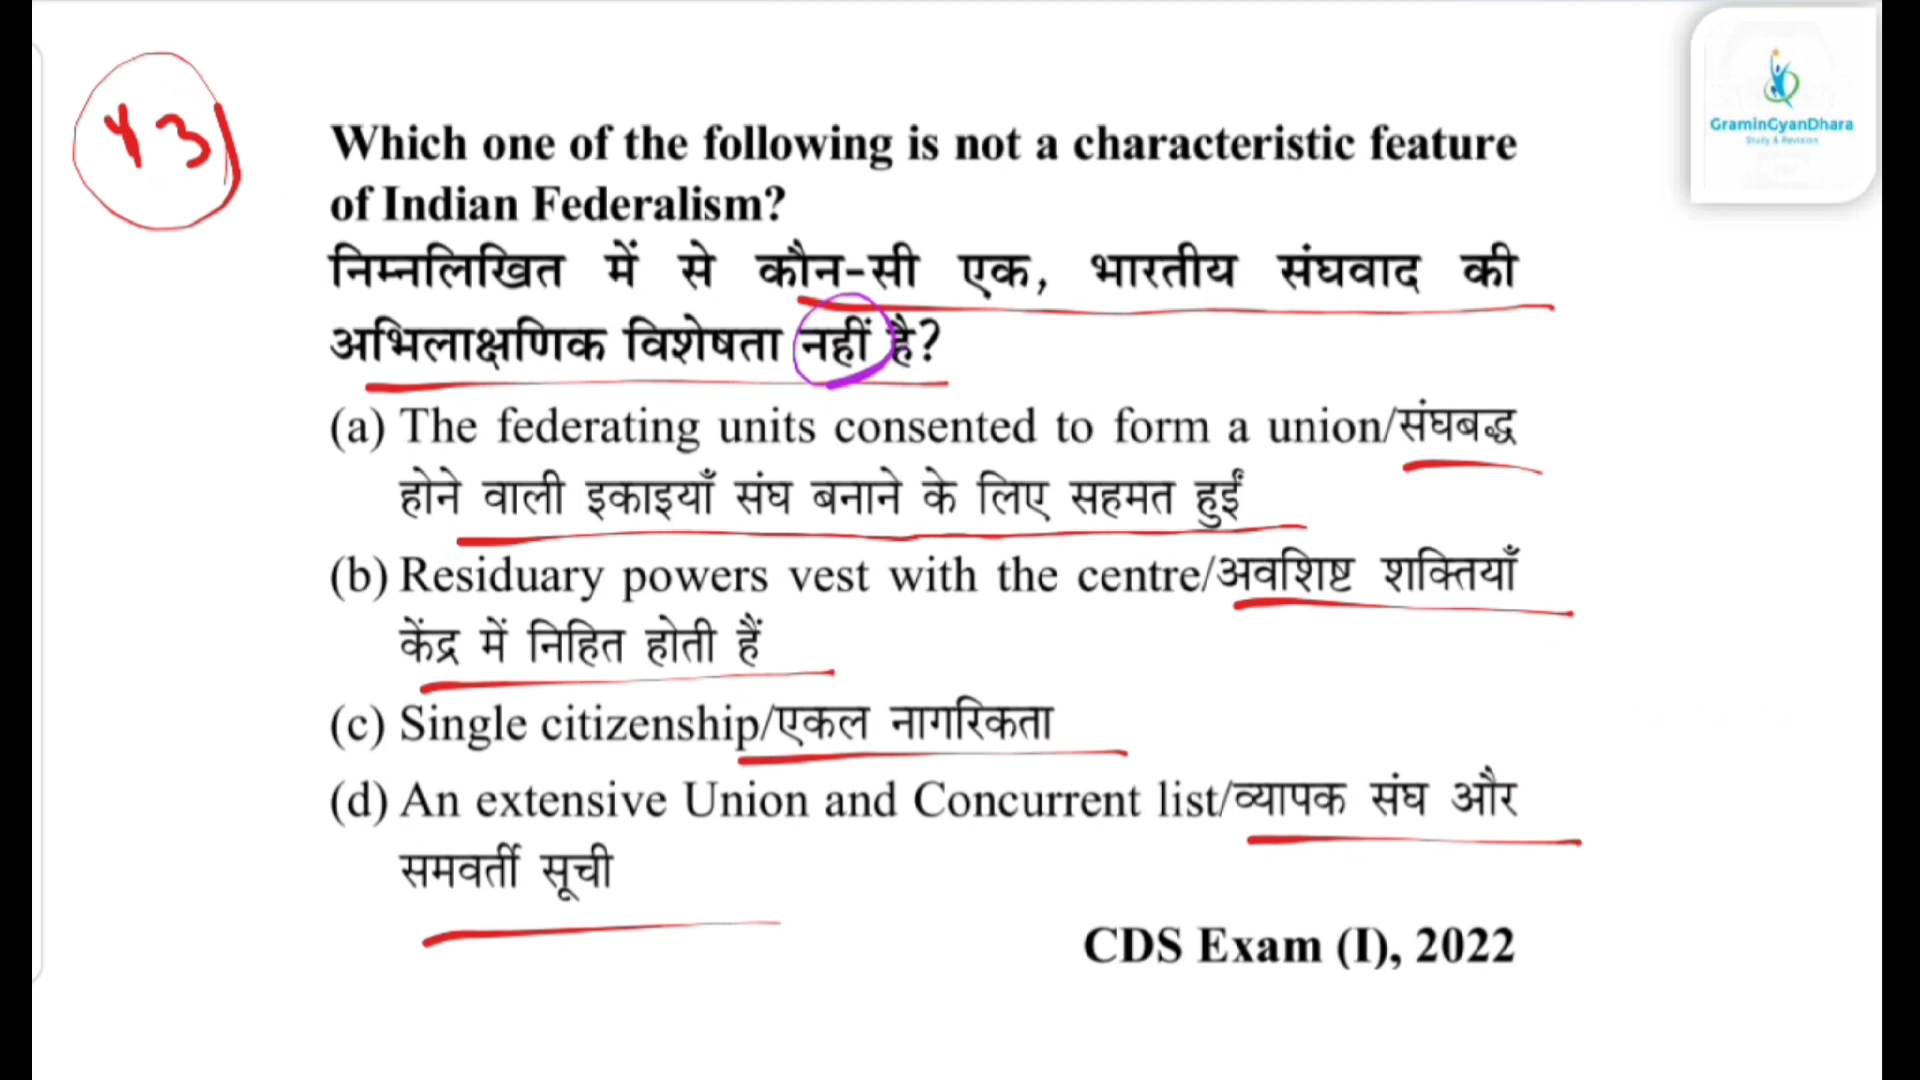 43
GraminGyanDhara
Study & Revision
Which one of the following is not a characteristic feature
of Indian Federalism?
निम्नलिखित में से कौन-सी एक, भारतीय संघवाद की
अभिलाक्षणिक विशेषता नहीं है?
(a) The federating units consented to form a union/संघबद्ध
होने वाली इकाइयाँ संघ बनाने के लिए सहमत हुईं
(b) Residuary powers vest with the centre/अवशिष्ट शक्तियाँ
केंद्र में निहित होती हैं
(c) Single citizenship/एकल नागरिकता
(d) An extensive Union and Concurrent list/व्यापक संघ और
समवर्ती सूची
CDS Exam (I), 2022